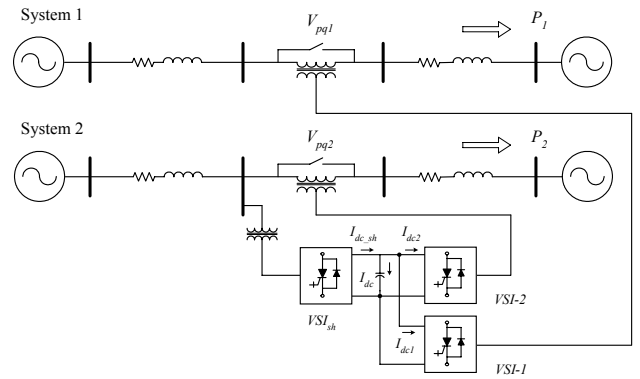 System 1
V_pq1
P_1
System 2
V_pq2
P_2
I_dc_sh
I_dc2
I_dc
VSI_sh
VSI-2
I_dc1
VSI-1